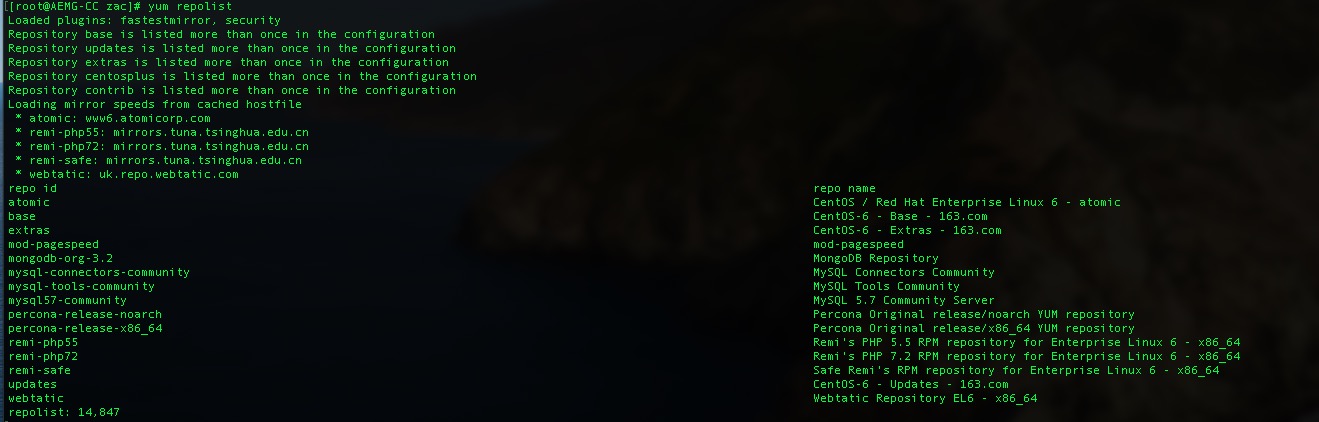 [[root@AEMG-CC zac]# yum repolist
Loaded plugins: fastestmirror, security
Repository base is listed more than once in the configuration
Repository updates is listed more than once in the configuration
Repository extras is listed more than once in the configuration
Repository centosplus is listed more than once in the configuration
Repository contrib is listed more than once in the configuration
Loading mirror speeds from cached hostfile
 * atomic: www6.atomicorp.com
 * remi-php55: mirrors.tuna.tsinghua.edu.cn
 * remi-php72: mirrors.tuna.tsinghua.edu.cn
 * remi-safe: mirrors.tuna.tsinghua.edu.cn
 * webtatic: uk.repo.webtatic.com
repo id repo name
atomic CentOS / Red Hat Enterprise Linux 6 - atomic
base CentOS-6 - Base - 163.com
extras CentOS-6 - Extras - 163.com
mod-pagespeed mod-pagespeed
mongodb-org-3.2 MongoDB Repository
mysql-connectors-community MySQL Connectors Community
mysql-tools-community MySQL Tools Community
mysql57-community MySQL 5.7 Community Server
percona-release-noarch Percona Original release/noarch YUM repository
percona-release-x86_64 Percona Original release/x86_64 YUM repository
remi-php55 Remi's PHP 5.5 RPM repository for Enterprise Linux 6 - x86_64
remi-php72 Remi's PHP 7.2 RPM repository for Enterprise Linux 6 - x86_64
remi-safe Safe Remi's RPM repository for Enterprise Linux 6 - x86_64
updates CentOS-6 - Updates - 163.com
webtatic Webtatic Repository EL6 - x86_64
repolist: 14,847